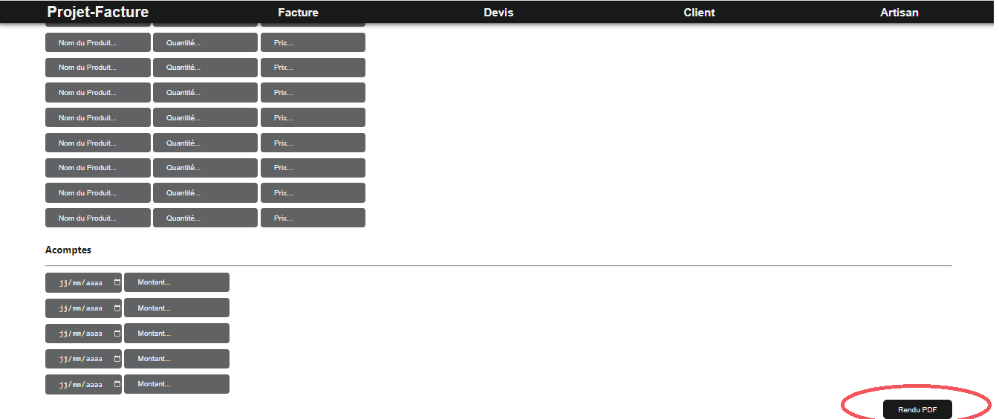 Projet-Facture Facture Devis Client Artisan
Nom du Produit... Quantité... Prix...
Nom du Produit... Quantité... Prix...
Nom du Produit... Quantité... Prix...
Nom du Produit... Quantité... Prix...
Nom du Produit... Quantité... Prix...
Nom du Produit... Quantité... Prix...
Nom du Produit... Quantité... Prix...
Nom du Produit... Quantité... Prix...
Acomptes
jj/mm/aaaa Montant...
jj/mm/aaaa Montant...
jj/mm/aaaa Montant...
jj/mm/aaaa Montant...
jj/mm/aaaa Montant...
Rendu PDF